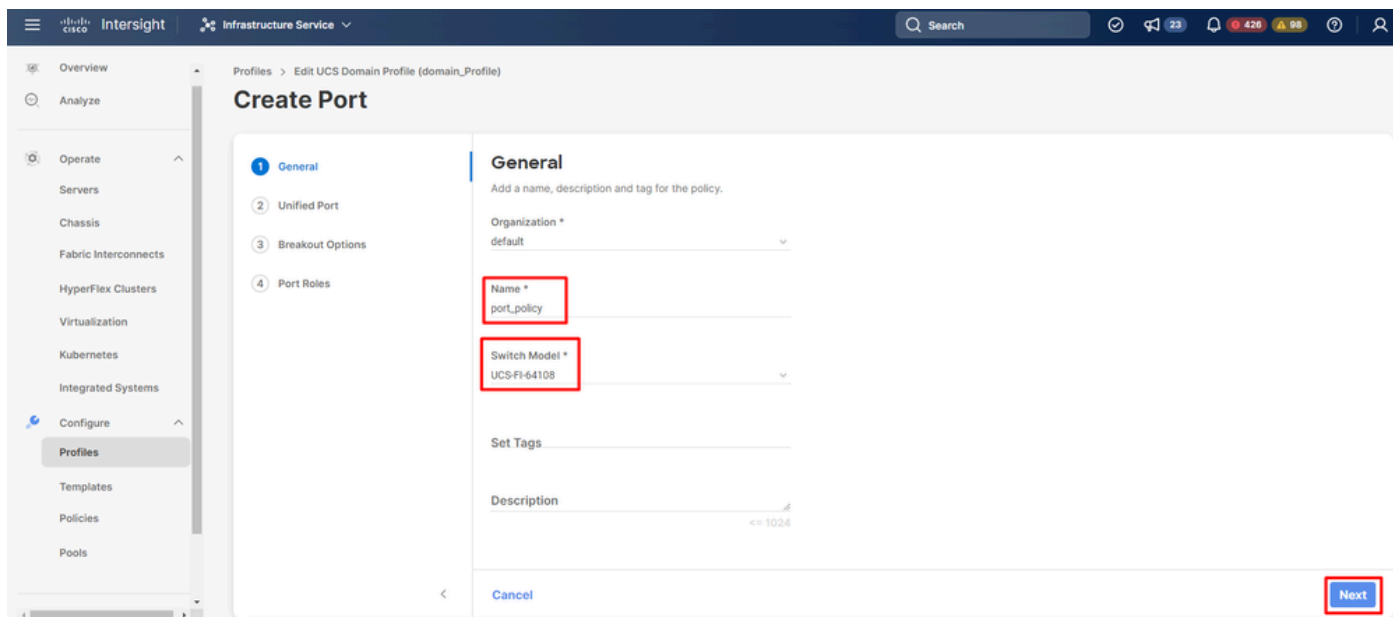 cisco Intersight
Infrastructure Service
Search
23
426
98
Overview
Analyze
Operate
Servers
Chassis
Fabric Interconnects
HyperFlex Clusters
Virtualization
Kubernetes
Integrated Systems
Configure
Profiles
Templates
Policies
Pools
Profiles > Edit UCS Domain Profile (domain_Profile)
Create Port
1 General
2 Unified Port
3 Breakout Options
4 Port Roles
General
Add a name, description and tag for the policy.
Organization *
default
Name *
port_policy
Switch Model *
UCS-FI-64108
Set Tags
Description
<= 1024
Cancel
Next